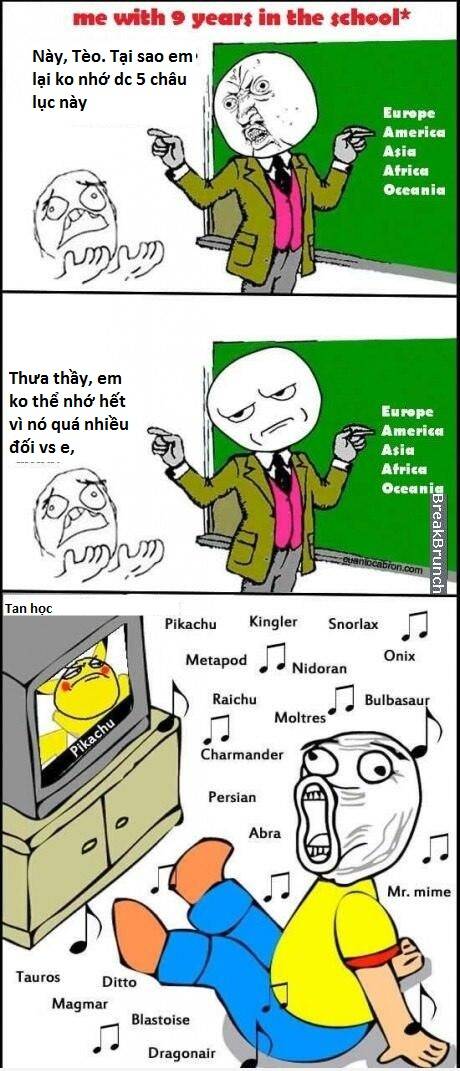 me with 9 years in the school*
Này, Tèo. Tại sao em
lại ko nhớ dc 5 châu
lục này
Europe
America
Asia
Africa
Oceania
Thưa thầy, em
ko thể nhớ hết
vì nó quá nhiều
đối vs e,
Europe
America
Asia
Africa
Oceania
BreakBrunch
Tan học
Pikachu
Kingler
Snorlax
Metapod
Nidoran
Onix
Raichu
Moltres
Bulbasaur
Pikachu
Charmander
Persian
Abra
Mr. mime
Tauros
Ditto
Magmar
Blastoise
Dragonair